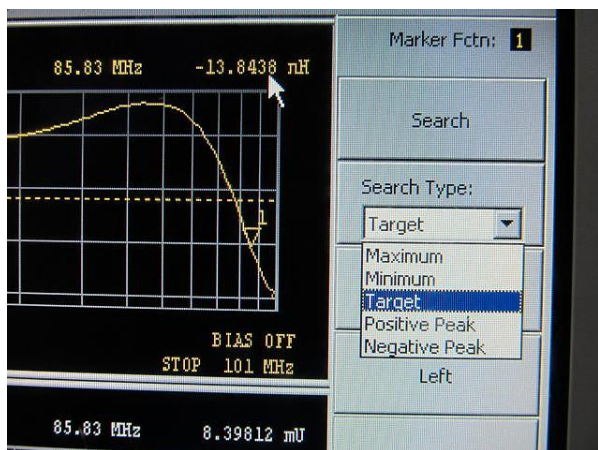 Marker Fctn: 1
85.83 MHz -13.8438 nH
Search
Search Type:
Target
Maximum
Minimum
Target
Positive Peak
Negative Peak
Left
1
BIAS OFF
STOP 101 MHz
85.83 MHz 8.39812 mU